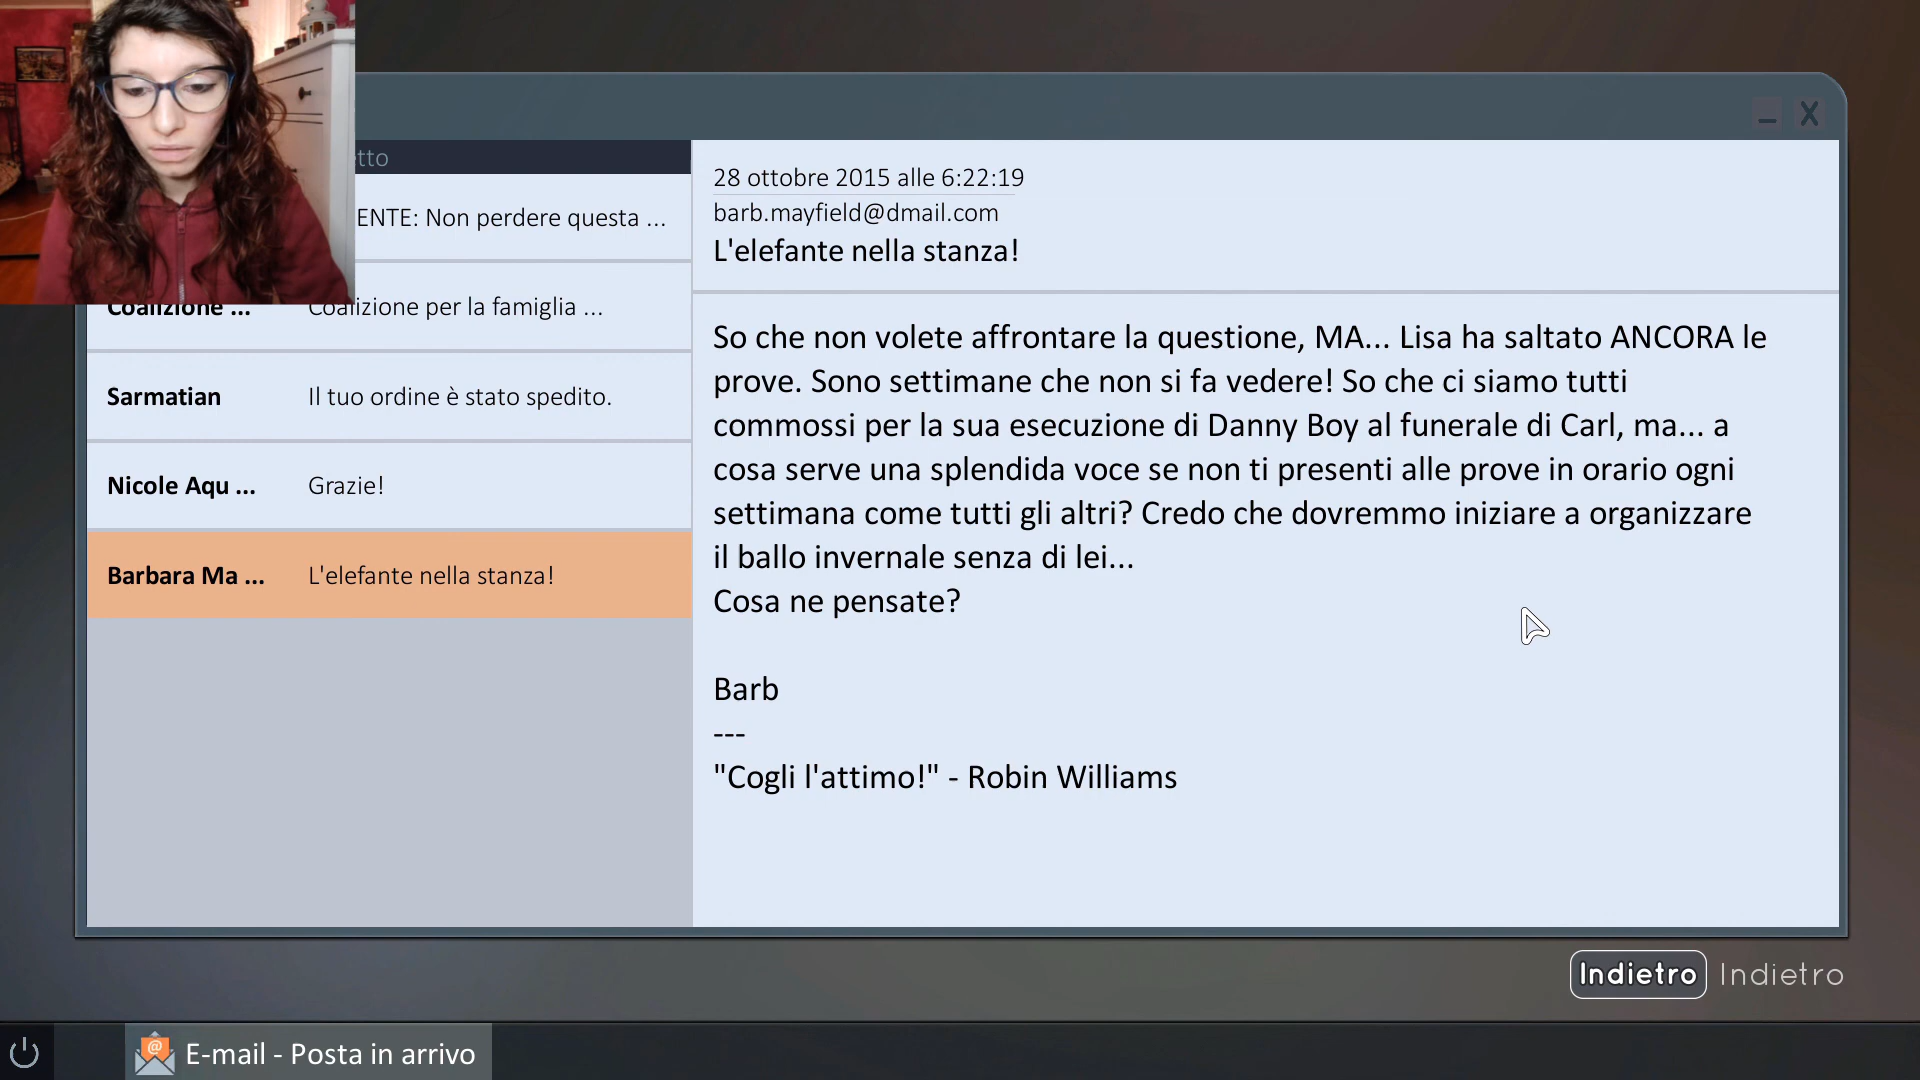 tto
ENTE: Non perdere questa ...
Coalizione ... Coalizione per la famiglia ...
Sarmatian Il tuo ordine è stato spedito.
Nicole Aqu ... Grazie!
Barbara Ma ... L'elefante nella stanza!
28 ottobre 2015 alle 6:22:19
barb.mayfield@dmail.com
L'elefante nella stanza!
So che non volete affrontare la questione, MA... Lisa ha saltato ANCORA le
prove. Sono settimane che non si fa vedere! So che ci siamo tutti
commossi per la sua esecuzione di Danny Boy al funerale di Carl, ma... a
cosa serve una splendida voce se non ti presenti alle prove in orario ogni
settimana come tutti gli altri? Credo che dovremmo iniziare a organizzare
il ballo invernale senza di lei...
Cosa ne pensate?
Barb
---
"Cogli l'attimo!" - Robin Williams
Indietro Indietro
E-mail - Posta in arrivo